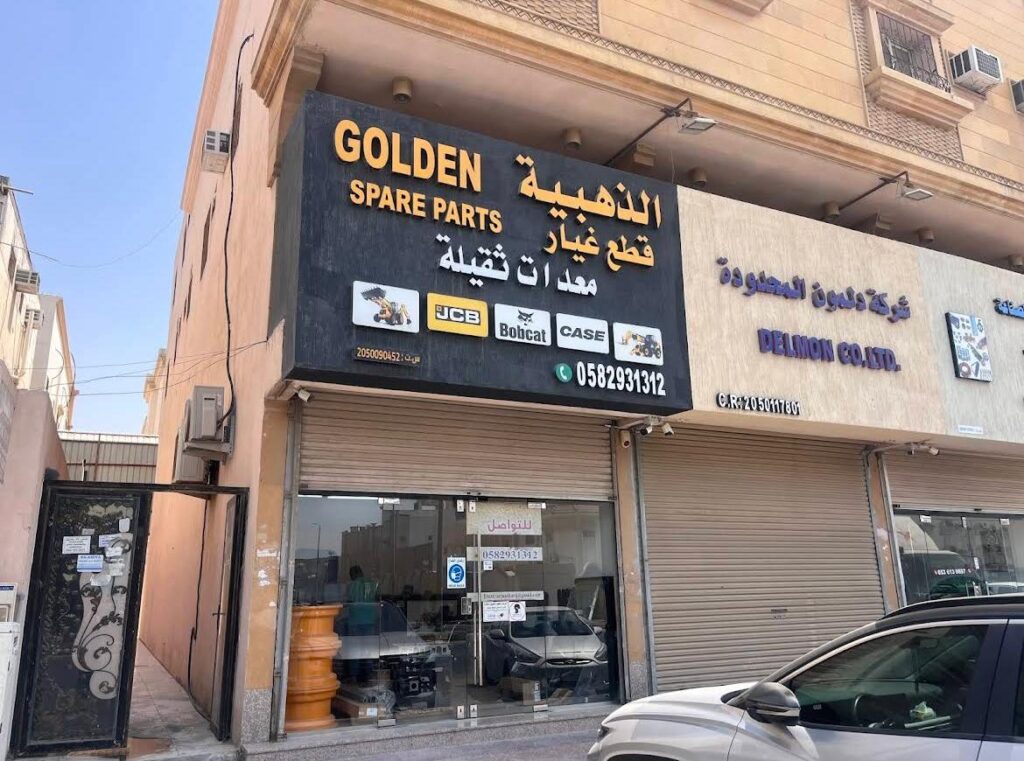 GOLDEN
SPARE PARTS
الذهبية
قطع غيار
معدات ثقيلة
JCB
Bobcat
CASE
س.ت : 2050090452
0582931312
شركة دلمون المحدودة
DELMON CO.LTD.
C.R: 2050117801
للتواصل
0582931312